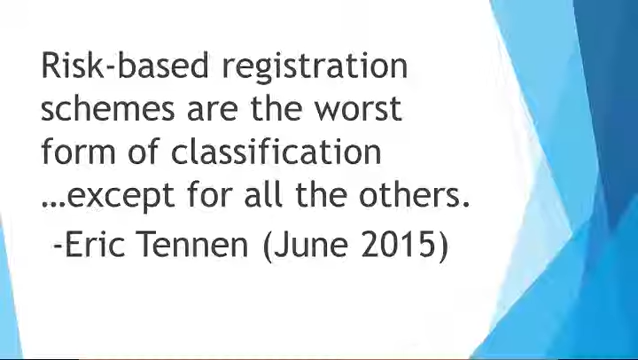 Risk-based registration
schemes are the worst
form of classification
…except for all the others.
-Eric Tennen (June 2015)